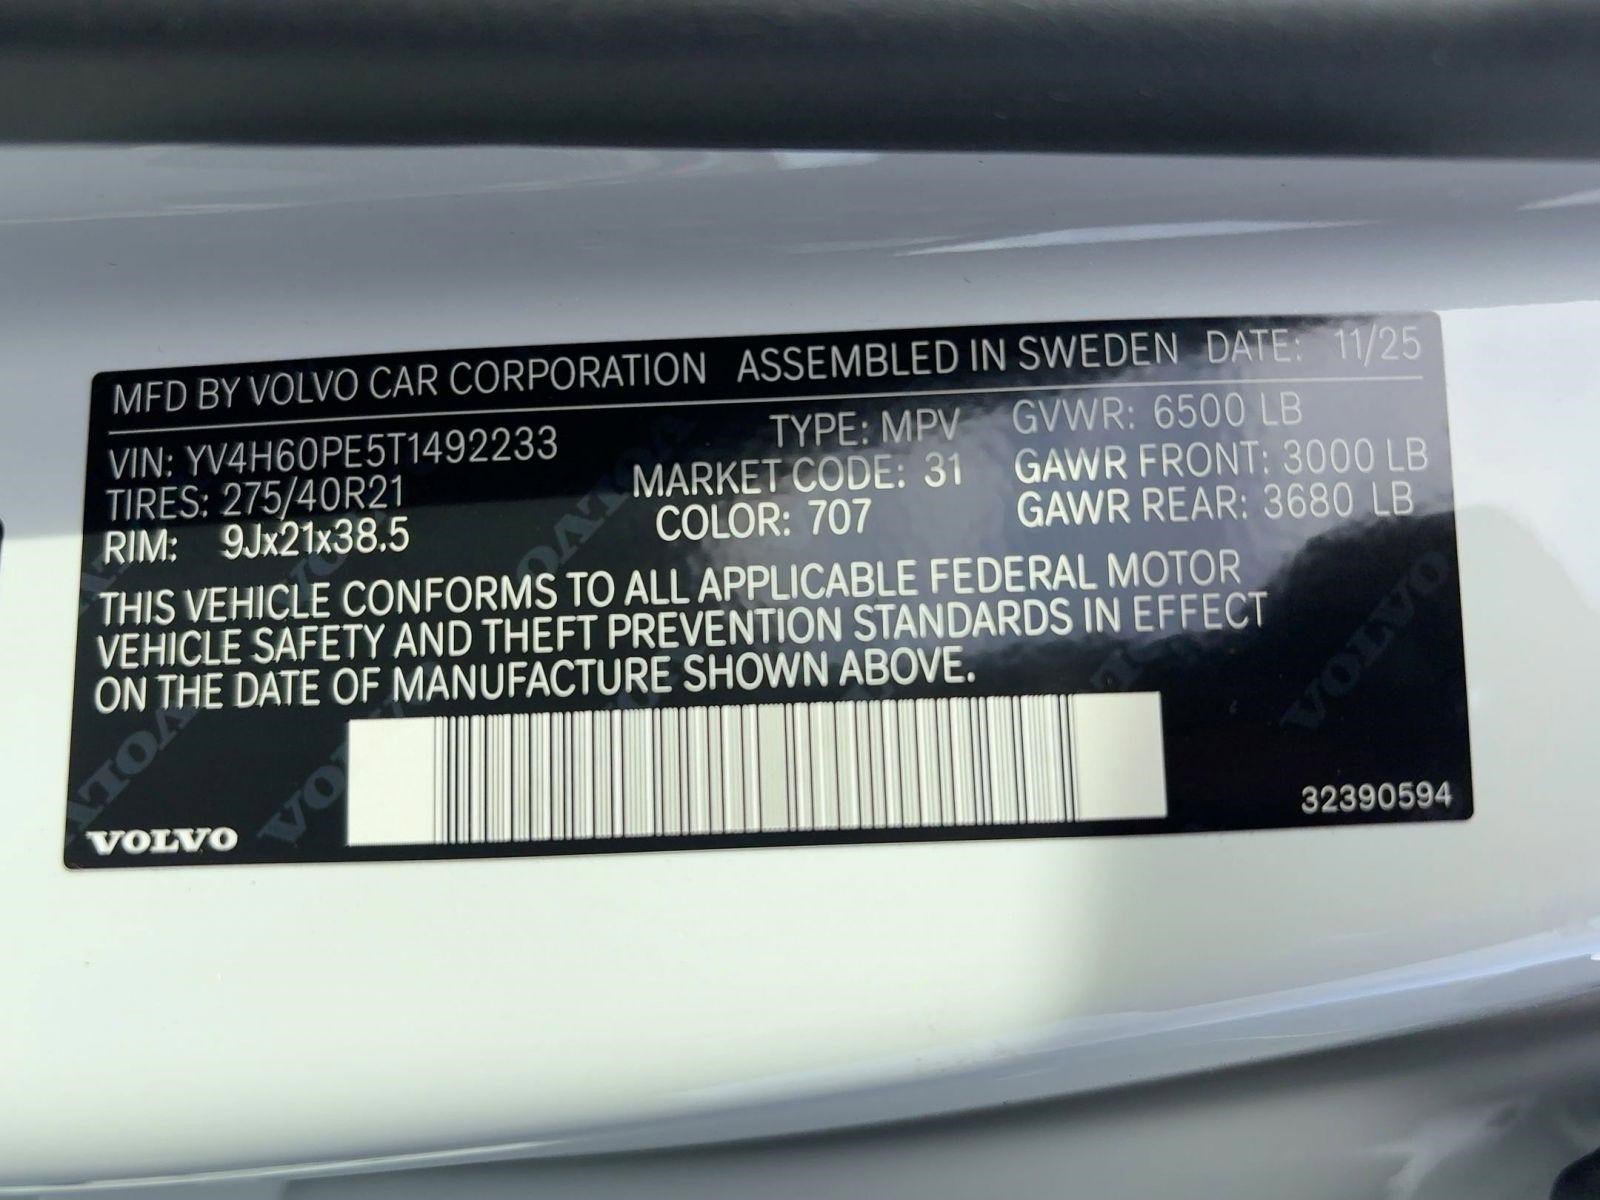 MFD BY VOLVO CAR CORPORATION ASSEMBLED IN SWEDEN DATE: 11/25
VIN: YV4H60PE5T1492233 TYPE: MPV GVWR: 6500 LB
TIRES: 275/40R21 MARKET CODE: 31 GAWR FRONT: 3000 LB
RIM: 9Jx21x38.5 COLOR: 707 GAWR REAR: 3680 LB
THIS VEHICLE CONFORMS TO ALL APPLICABLE FEDERAL MOTOR
VEHICLE SAFETY AND THEFT PREVENTION STANDARDS IN EFFECT
ON THE DATE OF MANUFACTURE SHOWN ABOVE.
VOLVO
32390594